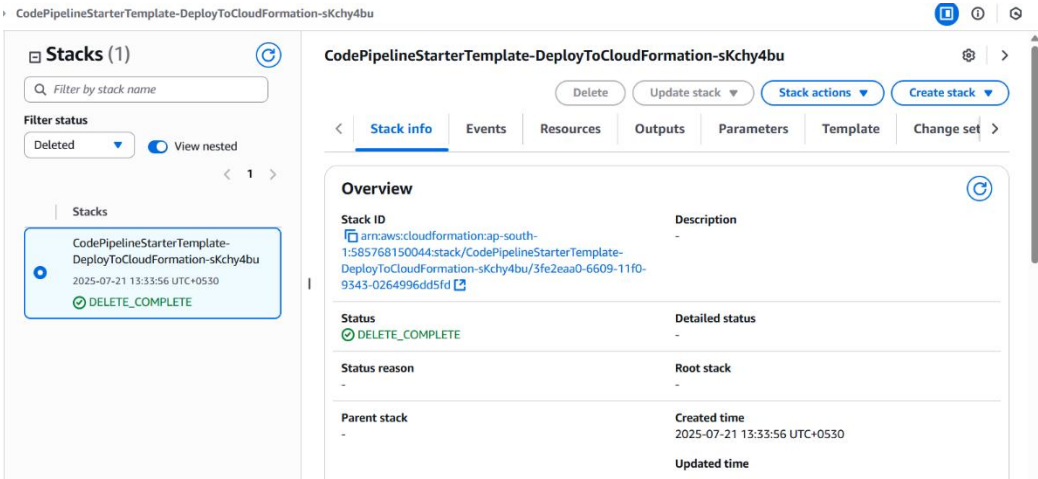 CodePipelineStarterTemplate-DeployToCloudFormation-sKchy4bu
Stacks (1)
Filter by stack name
Filter status
Deleted
View nested
1
Stacks
CodePipelineStarterTemplate-
DeployToCloudFormation-sKchy4bu
2025-07-21 13:33:56 UTC+0530
DELETE_COMPLETE
CodePipelineStarterTemplate-DeployToCloudFormation-sKchy4bu
Delete
Update stack
Stack actions
Create stack
Stack info
Events
Resources
Outputs
Parameters
Template
Change set
Overview
Stack ID
arn:aws:cloudformation:ap-south-
1:585768150044:stack/CodePipelineStarterTemplate-
DeployToCloudFormation-sKchy4bu/3fe2eaa0-6609-11f0-
9343-0264996dd5fd
Description
-
Status
DELETE_COMPLETE
Detailed status
-
Status reason
-
Root stack
-
Parent stack
-
Created time
2025-07-21 13:33:56 UTC+0530
Updated time